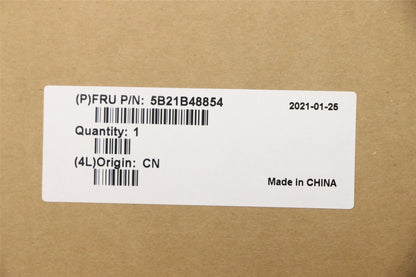 (P)FRU P/N: 5B21B48854
2021-01-25
Quantity: 1
(4L)Origin: CN
Made in CHINA